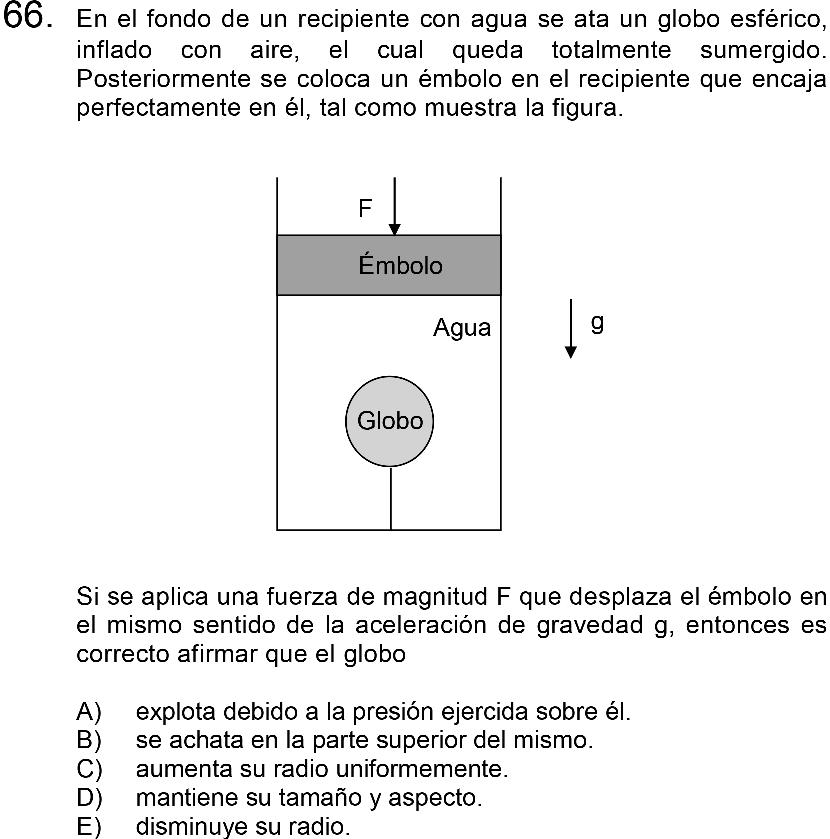 66. En el fondo de un recipiente con agua se ata un globo esférico,
inflado con aire, el cual queda totalmente sumergido.
Posteriormente se coloca un émbolo en el recipiente que encaja
perfectamente en él, tal como muestra la figura.
F
Émbolo
Agua
g
Globo
Si se aplica una fuerza de magnitud F que desplaza el émbolo en
el mismo sentido de la aceleración de gravedad g, entonces es
correcto afirmar que el globo
A) explota debido a la presión ejercida sobre él.
B) se achata en la parte superior del mismo.
C) aumenta su radio uniformemente.
D) mantiene su tamaño y aspecto.
E) disminuye su radio.